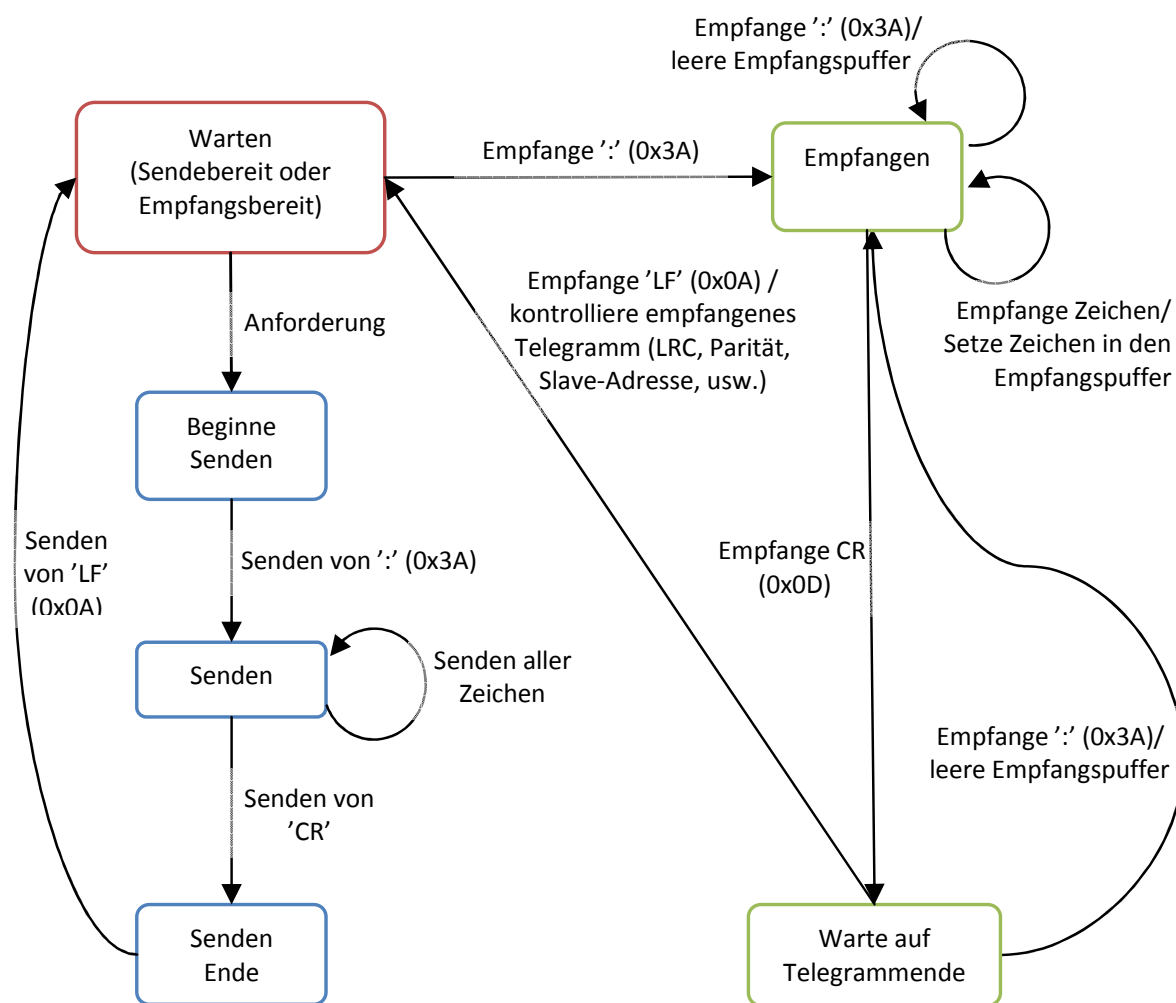 Empfange ’:’ (0x3A)/
leere Empfangspuffer
Warten
(Sendebereit oder
Empfangsbereit)
Empfange ’:’ (0x3A)
Empfangen
Empfange ’LF’ (0x0A) /
kontrolliere empfangenes
Telegramm (LRC, Parität,
Slave-Adresse, usw.)
Empfange Zeichen/
Setze Zeichen in den
Empfangspuffer
Anforderung
Beginne
Senden
Senden
von ’LF’
(0x0A)
Senden von ’:’ (0x3A)
Empfange CR
(0x0D)
Senden
Senden aller
Zeichen
Empfange ’:’ (0x3A)/
leere Empfangspuffer
Senden von
’CR’
Senden
Ende
Warte auf
Telegrammende